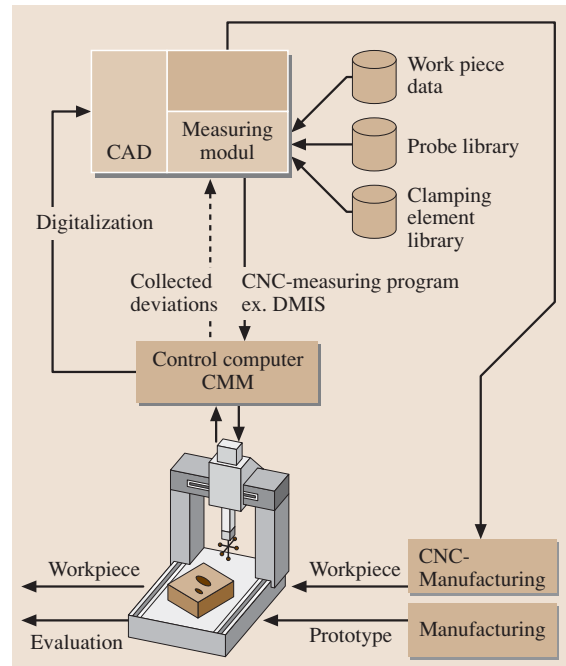 Work piece
data
CAD
Measuring
modul
Probe library
Clamping
element
library
Digitalization
Collected
deviations
CNC-measuring program
ex. DMIS
Control computer
CMM
Workpiece
Workpiece
CNC-
Manufacturing
Evaluation
Prototype
Manufacturing